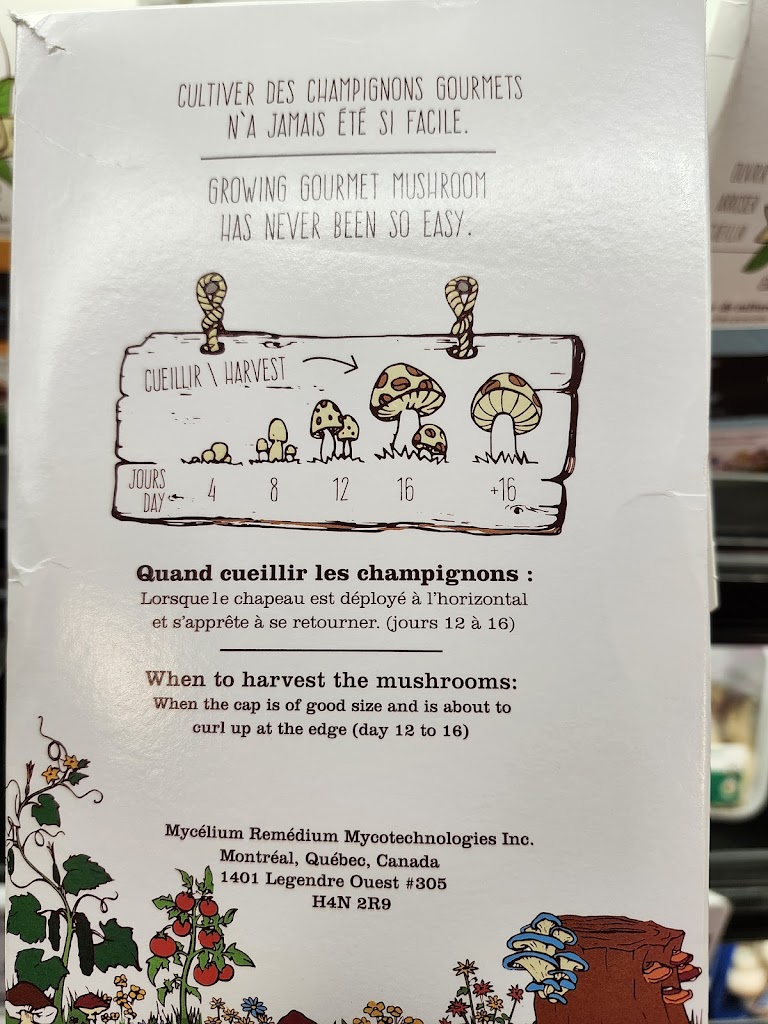 CULTIVER DES CHAMPIGNONS GOURMETS
N'A JAMAIS ÉTÉ SI FACILE.
GROWING GOURMET MUSHROOM
HAS NEVER BEEN SO EASY.
CUEILLIR \ HARVEST
JOURS
DAY 4 8 12 16 +16
Quand cueillir les champignons :
Lorsque le chapeau est déployé à l'horizontal
et s'apprête à se retourner. (jours 12 à 16)
When to harvest the mushrooms:
When the cap is of good size and is about to
curl up at the edge (day 12 to 16)
Mycélium Remédium Mycotechnologies Inc.
Montréal, Québec, Canada
1401 Legendre Ouest #305
H4N 2R9